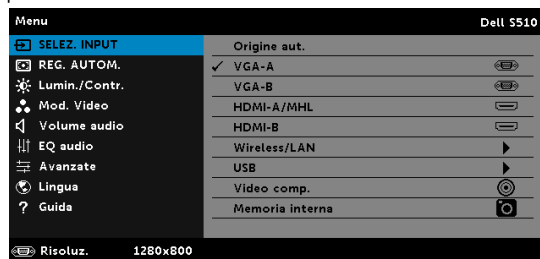 Menu Dell S510
SELEZ. INPUT
REG. AUTOM.
Lumin./Contr.
Mod. Video
Volume audio
EQ audio
Avanzate
Lingua
? Guida
Origine aut.
✓ VGA-A
VGA-B
HDMI-A/MHL
HDMI-B
Wireless/LAN
USB
Video comp.
Memoria interna
Risoluz. 1280x800